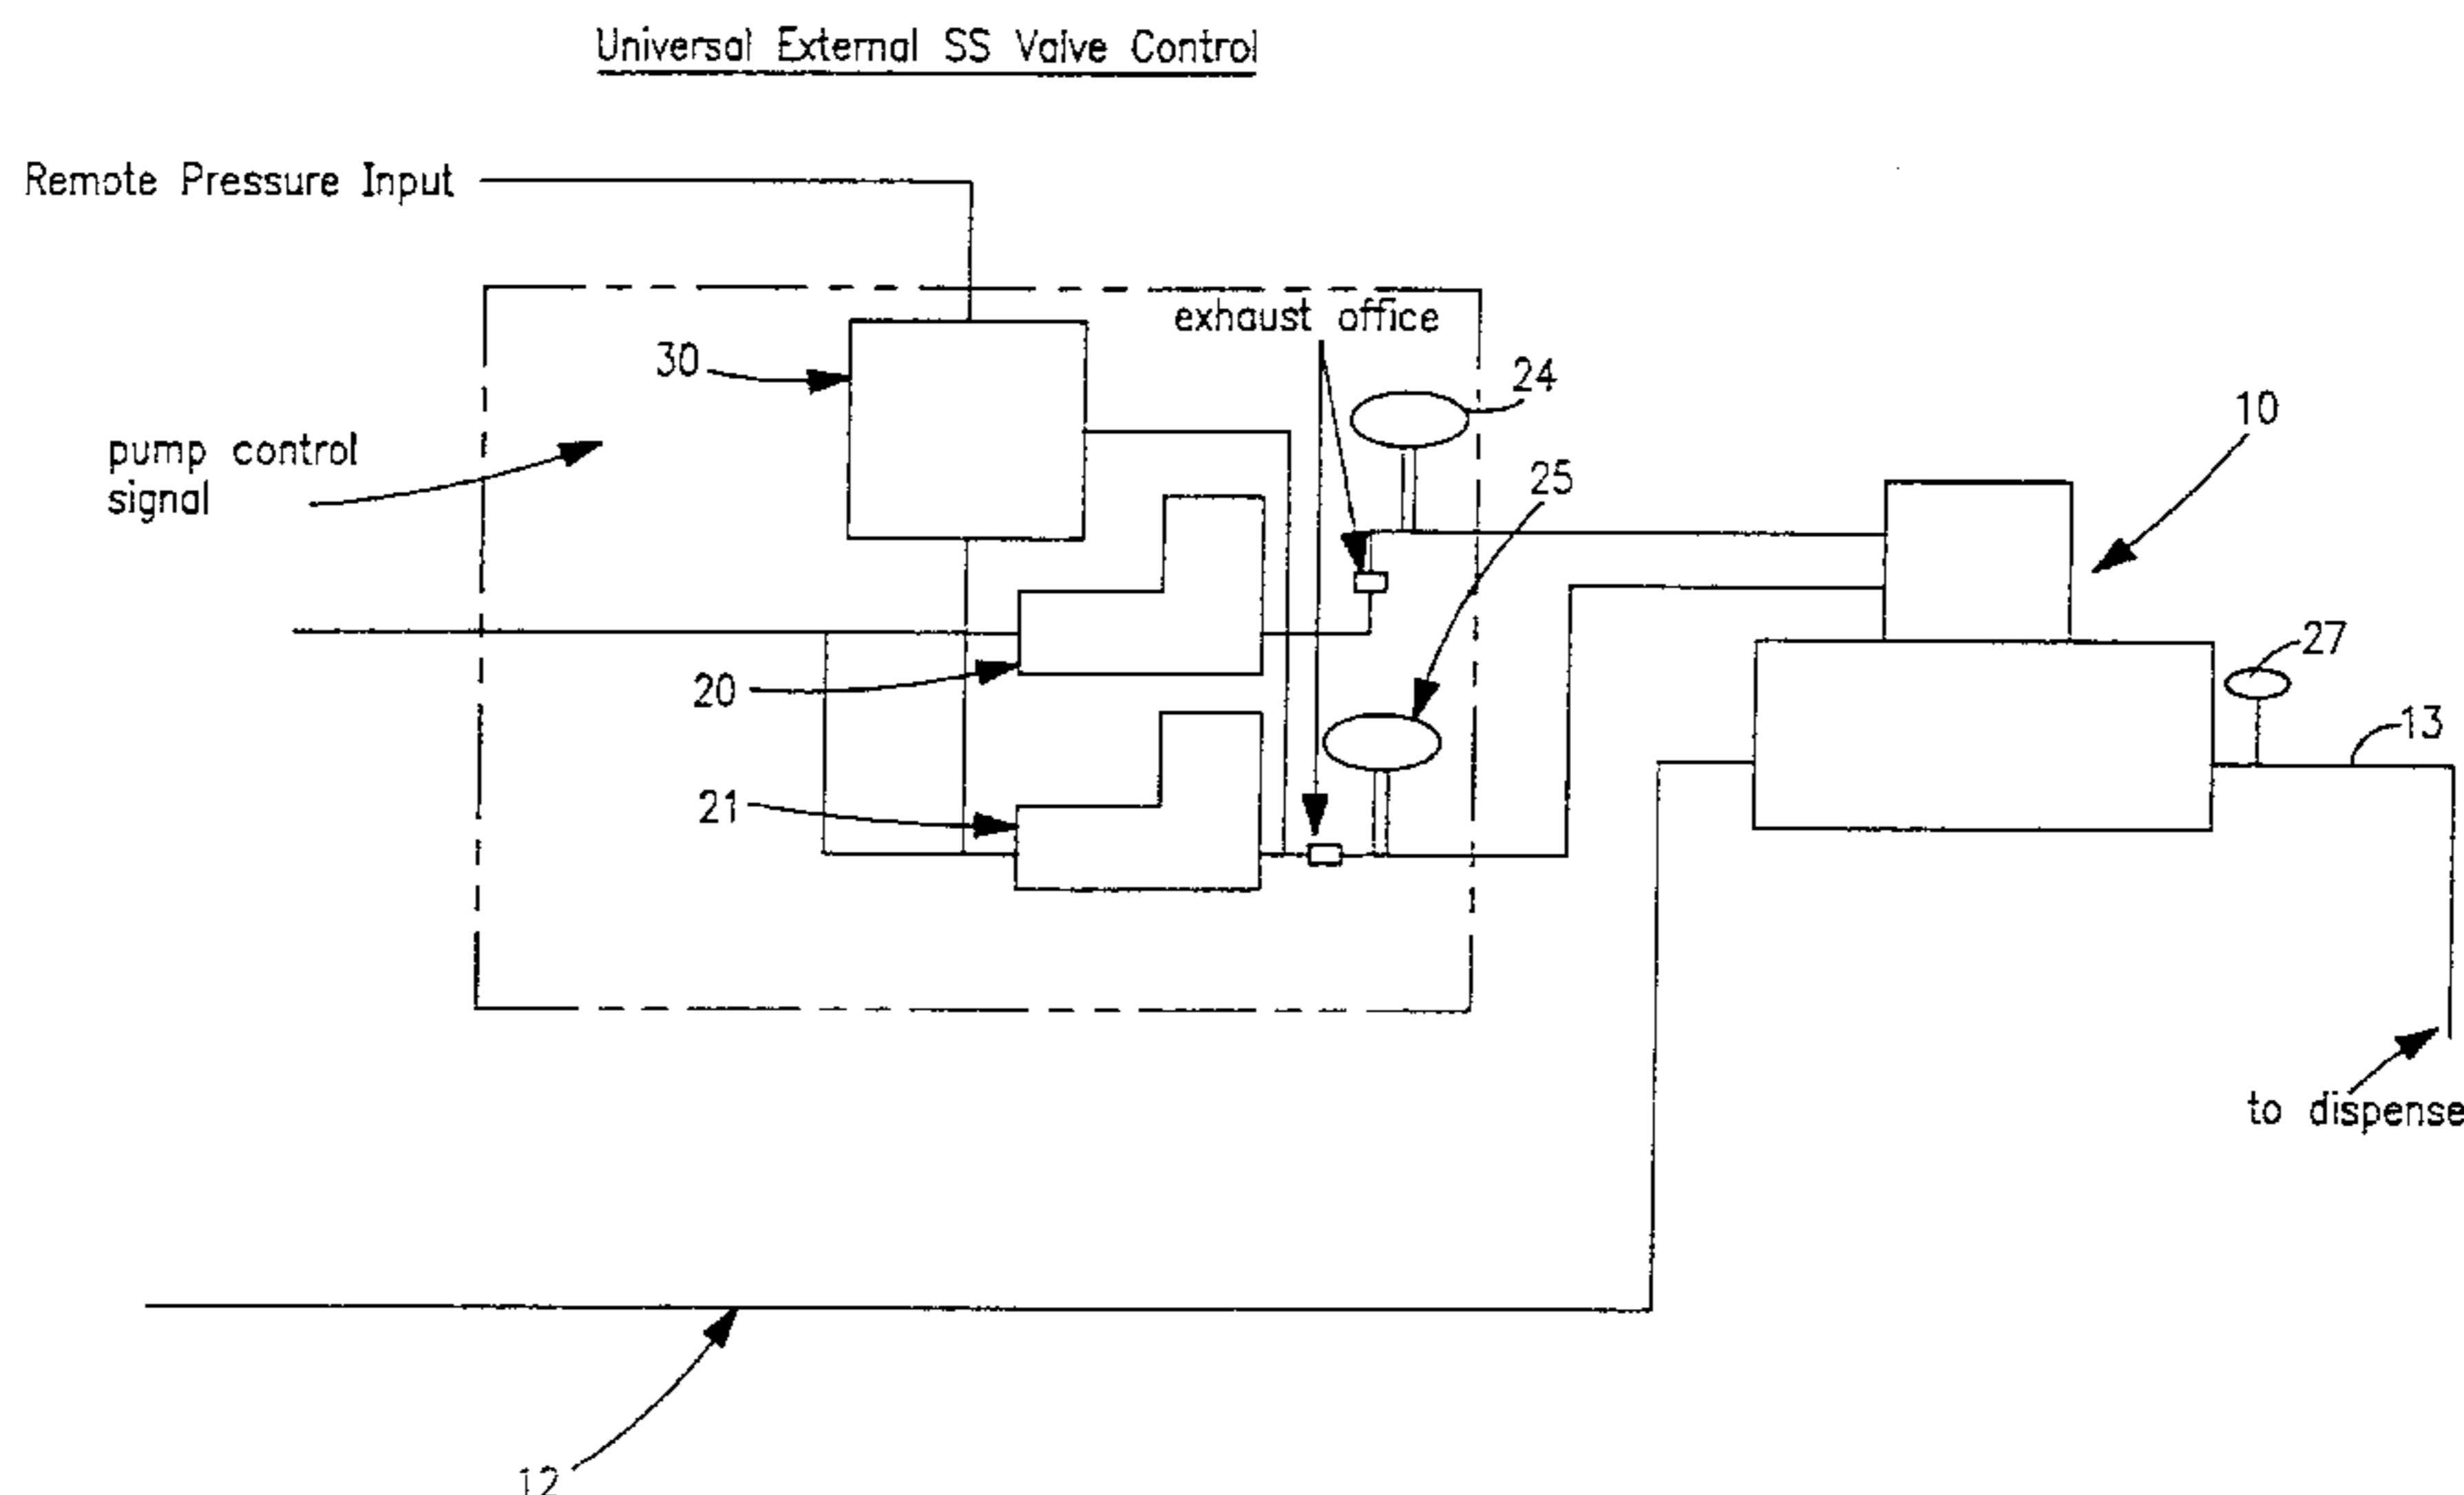 Universal External SS Valve Control
Remote Pressure Input
exhaust office
30
24
10
pump control
signal
25
27
20
13
21
to dispense
12